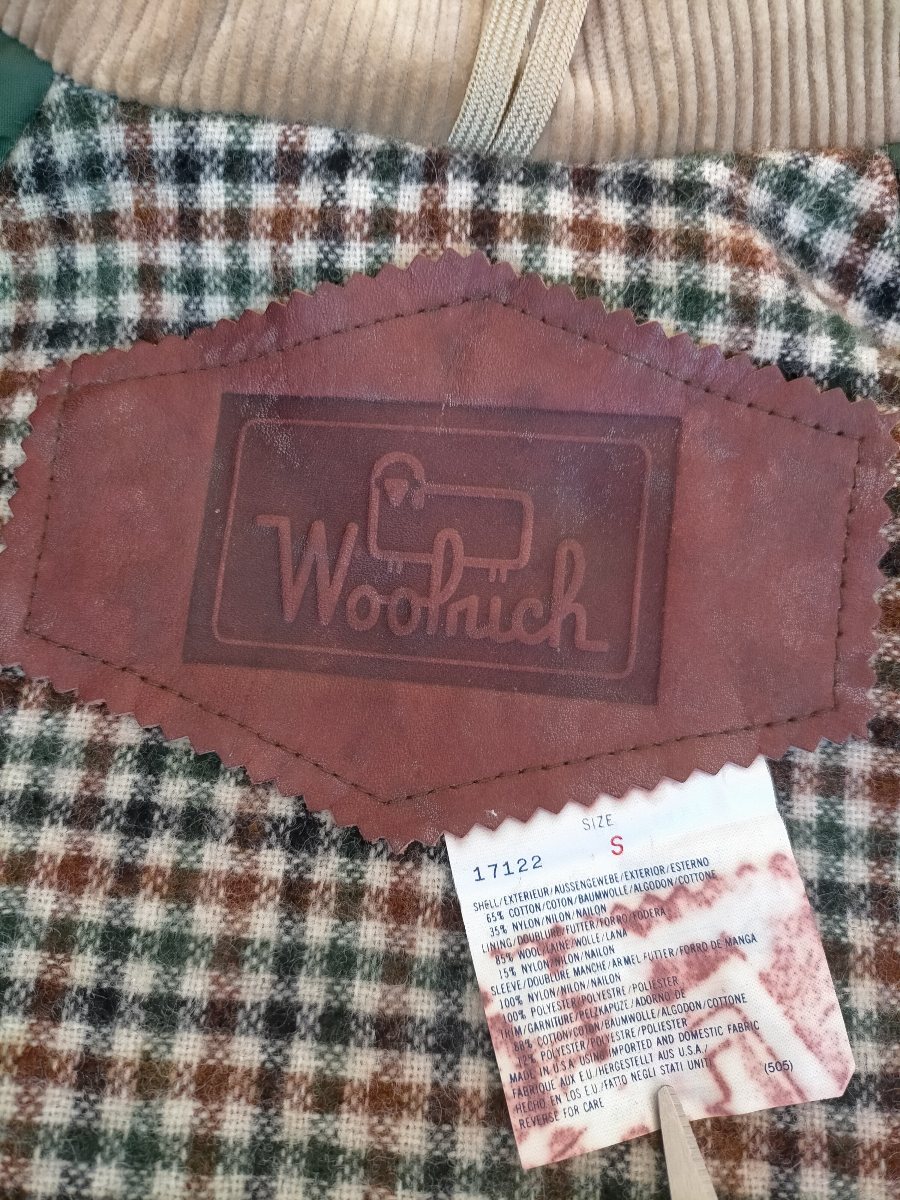 Woolrich
SIZE
S
17122
SHELL/EXTERIEUR/AUSSENGEWEBE/EXTERIOR/ESTERNO
65% COTTON/COTON/BAUMWOLLE/ALGODON/COTTONE
35% NYLON/NILON/NAILON
LINING/DOUBLURE/FUTTER/FORRO/FODERA
85% WOOL/LAINE/WOLLE/LANA
15% NYLON/NILON/NAILON
SLEEVE/DOUBLURE MANCHE/ARMEL FUTTER/FORRO DE MANGA
100% NYLON/NILON/NAILON
100% POLYESTER/POLYESTRE/POLIESTER
TRIM/GARNITURE/PELZKAPUZE/ADORNO DE
COTTON/COTON/BAUMWOLLE/ALGODON/COTTONE
POLYESTER/POLYESTRE/POLIESTER
MADE IN U.S.A USING IMPORTED AND DOMESTIC FABRIC
FABRIQUE AUX E.U./HERGESTELLT AUS U.S.A./
HECHO EN LOS E.U./FATTO NEGLI STATI UNITI (505)
REVERSE FOR CARE